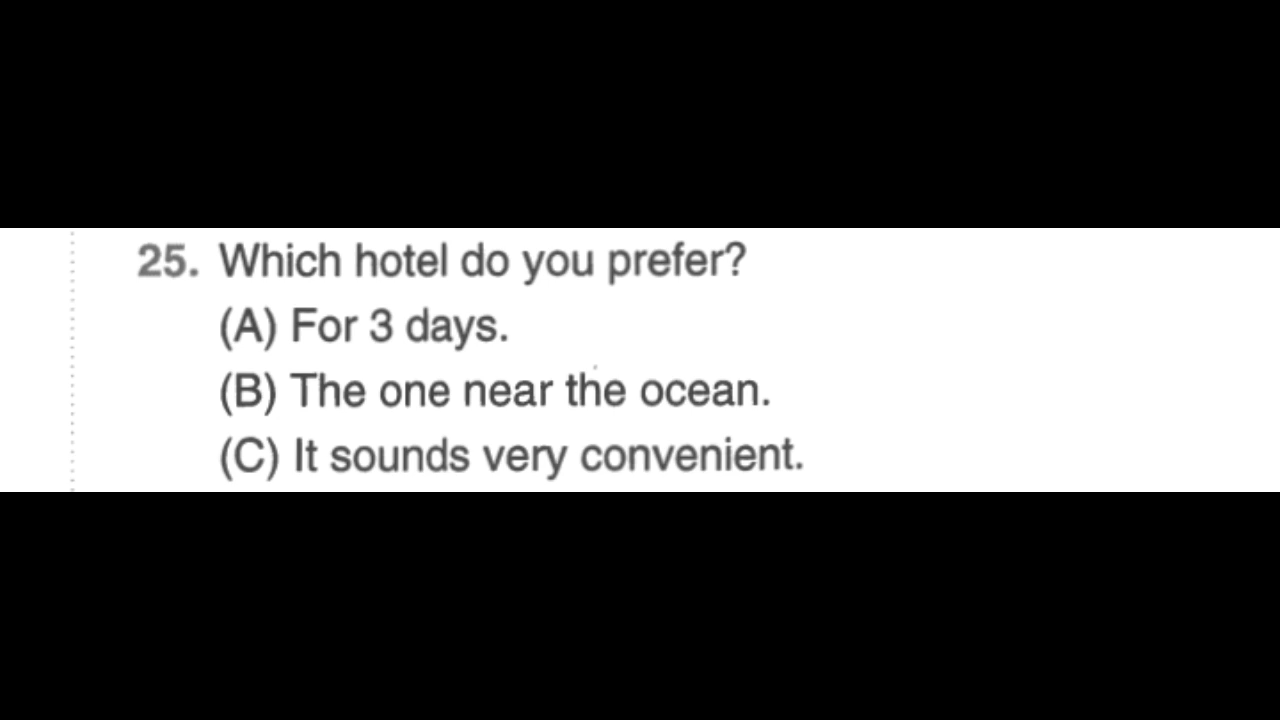 25. Which hotel do you prefer?
(A) For 3 days.
(B) The one near the ocean.
(C) It sounds very convenient.